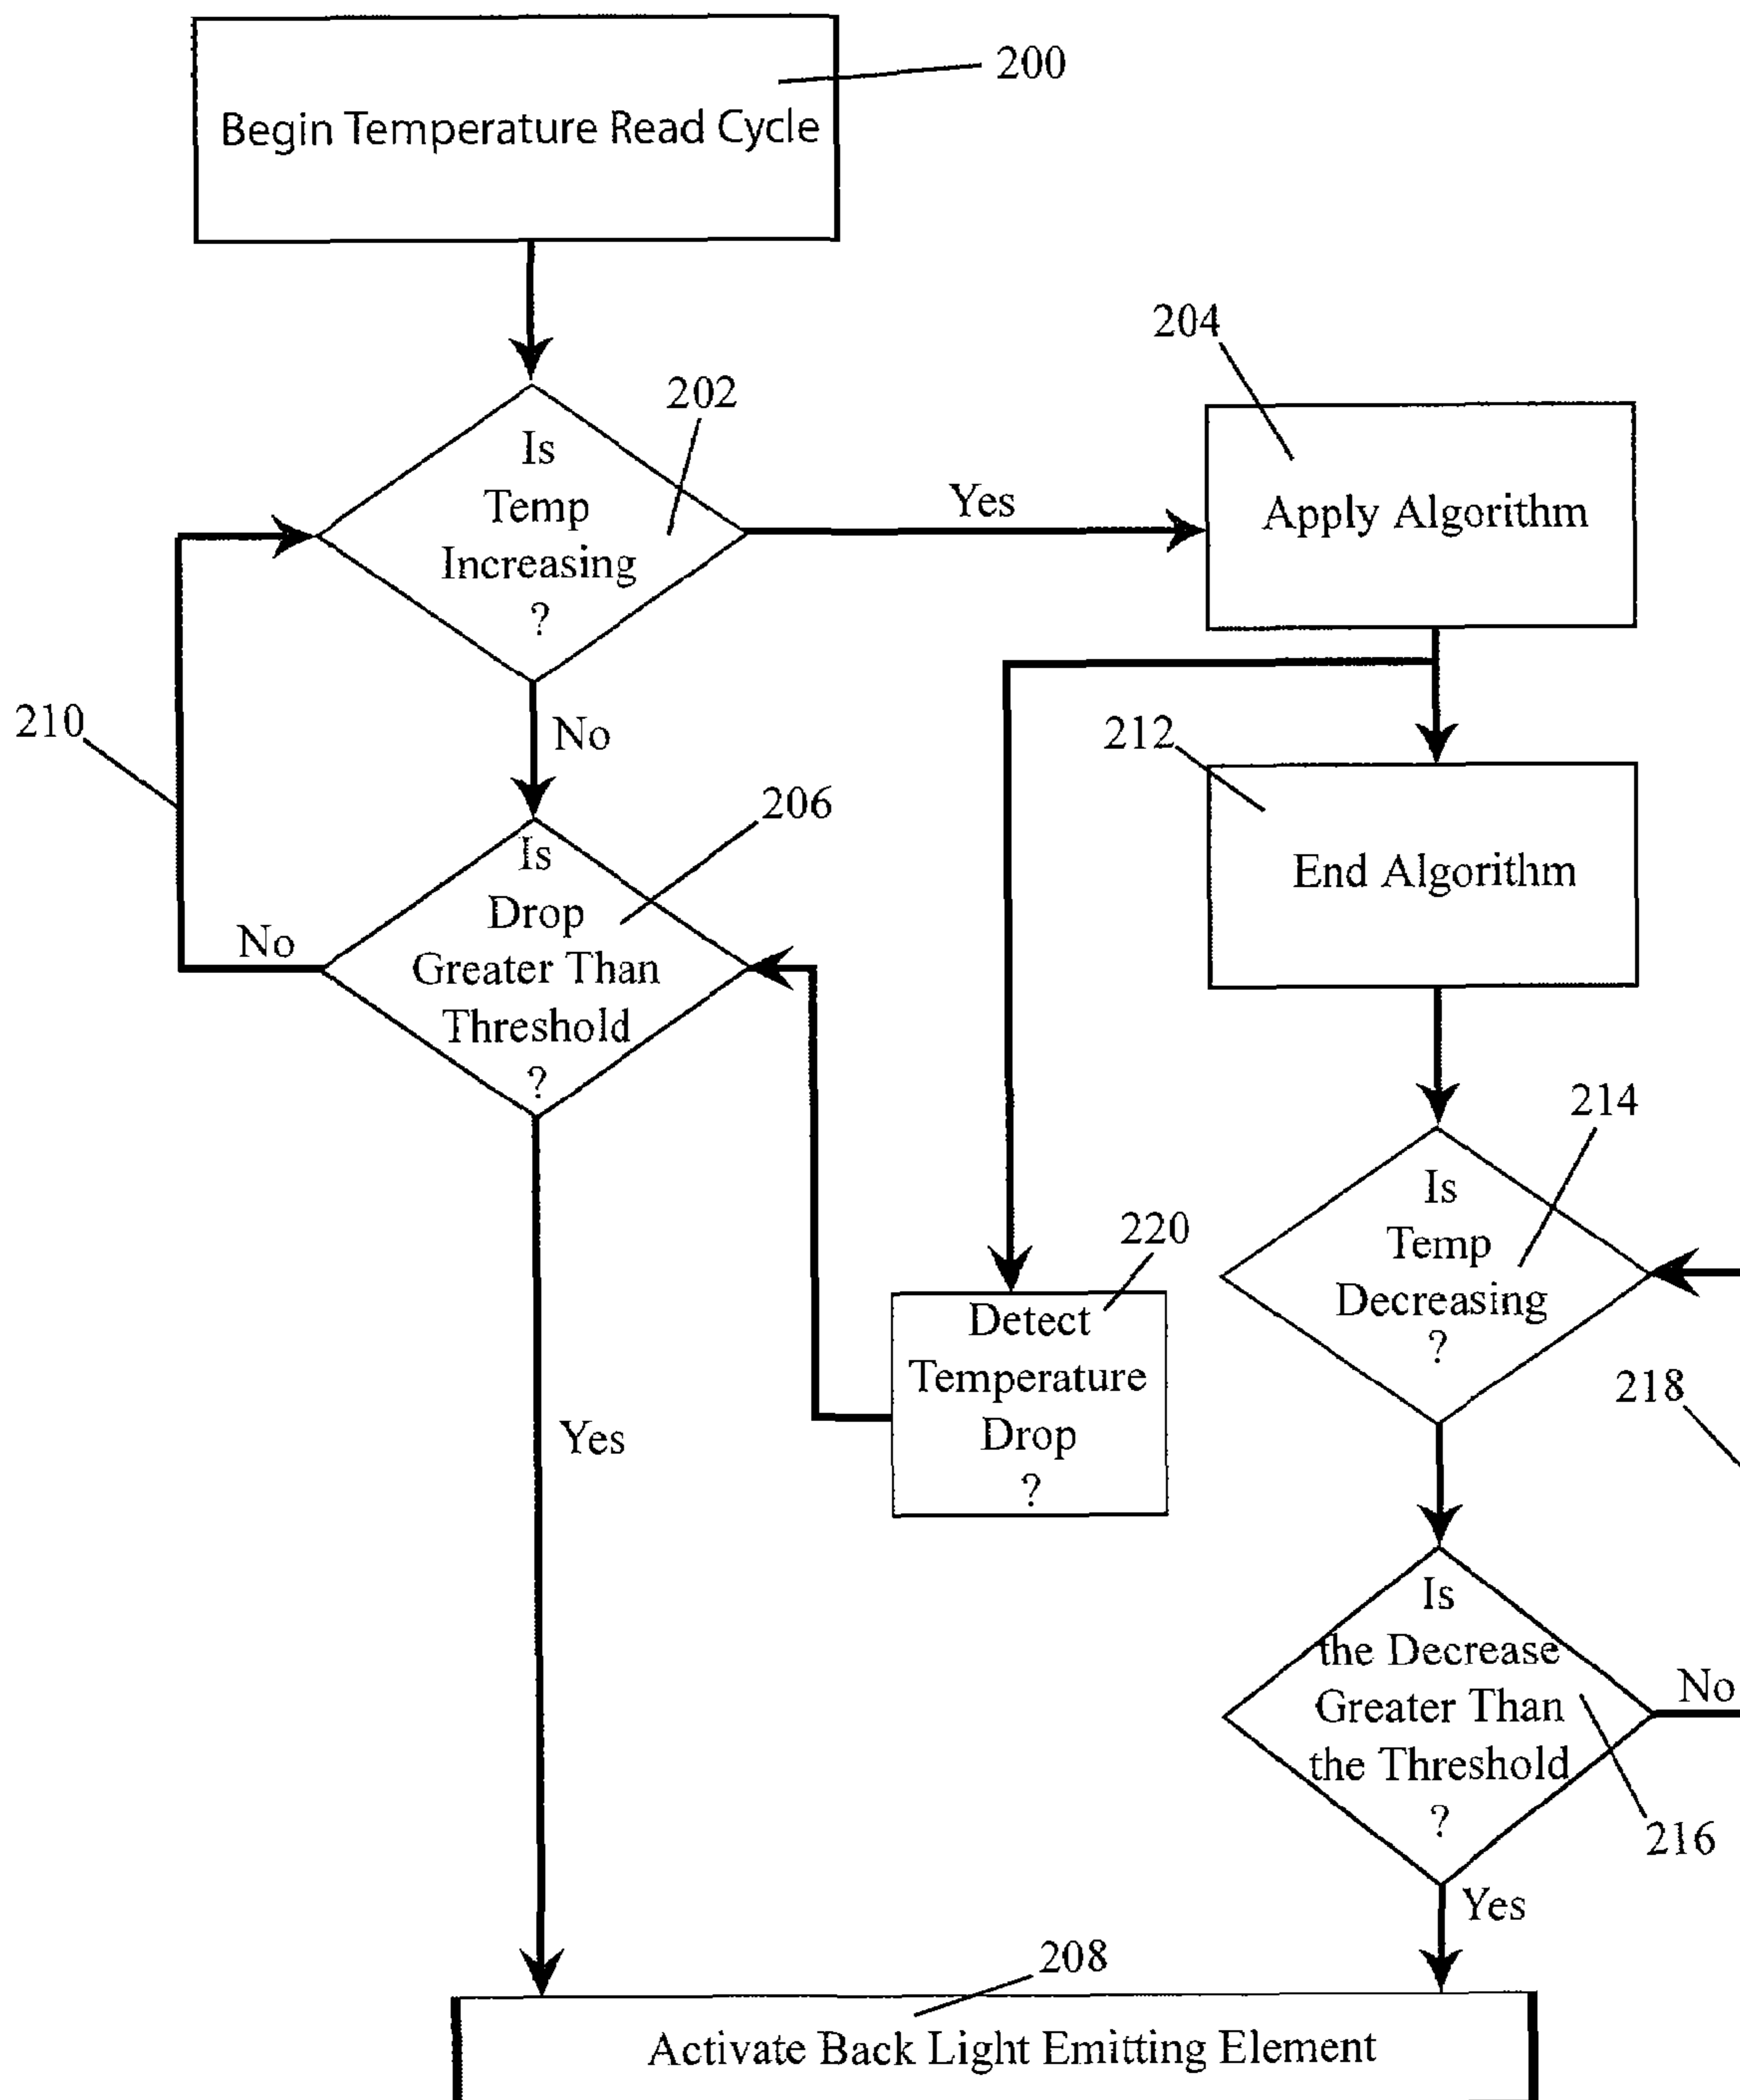 200
Begin Temperature Read Cycle
204
202
Is
Temp
Increasing
?
Yes
Apply Algorithm
210
No
212
206
Is
Drop
Greater Than
Threshold
?
No
End Algorithm
214
Is
Temp
Decreasing
?
220
Detect
Temperature
Drop
?
218
Yes
Is
the Decrease
Greater Than
the Threshold
?
No
216
Yes
208
Activate Back Light Emitting Element